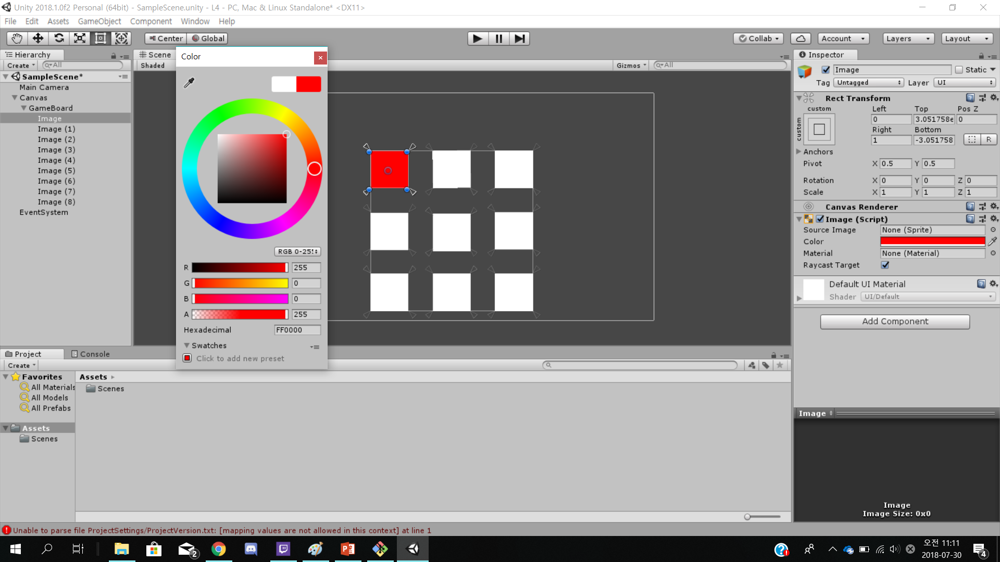 Unity 2018.1.0f2 Personal (64bit) - SampleScene.unity - L4 - PC, Mac & Linux Standalone* <DX11>
File Edit Assets GameObject Component Window Help
Center Global
Collab Account Layers Layout
Hierarchy
Create All
SampleScene*
Main Camera
Canvas
GameBoard
Image
Image (1)
Image (2)
Image (3)
Image (4)
Image (5)
Image (6)
Image (7)
Image (8)
EventSystem
Scene
Shaded
Gizmos All
Color
RGB 0-255
R 255
G 0
B 0
A 255
Hexadecimal FF0000
Swatches
Click to add new preset
Inspector
Image Static
Tag Untagged Layer UI
Rect Transform
custom
custom
Left Top Pos Z
0 3.051758e 0
Right Bottom
1 -3.051758 R
Anchors
Pivot X 0.5 Y 0.5
Rotation X 0 Y 0 Z 0
Scale X 1 Y 1 Z 1
Canvas Renderer
Image (Script)
Source Image None (Sprite)
Color
Material None (Material)
Raycast Target
Default UI Material
Shader UI/Default
Add Component
Image
Image
Image Size: 0x0
Project Console
Create
Favorites
All Materials
All Models
All Prefabs
Assets
Scenes
Assets
Scenes
Unable to parse file ProjectSettings/ProjectVersion.txt: [mapping values are not allowed in this context] at line 1
2
오전 11:11
2018-07-30
4